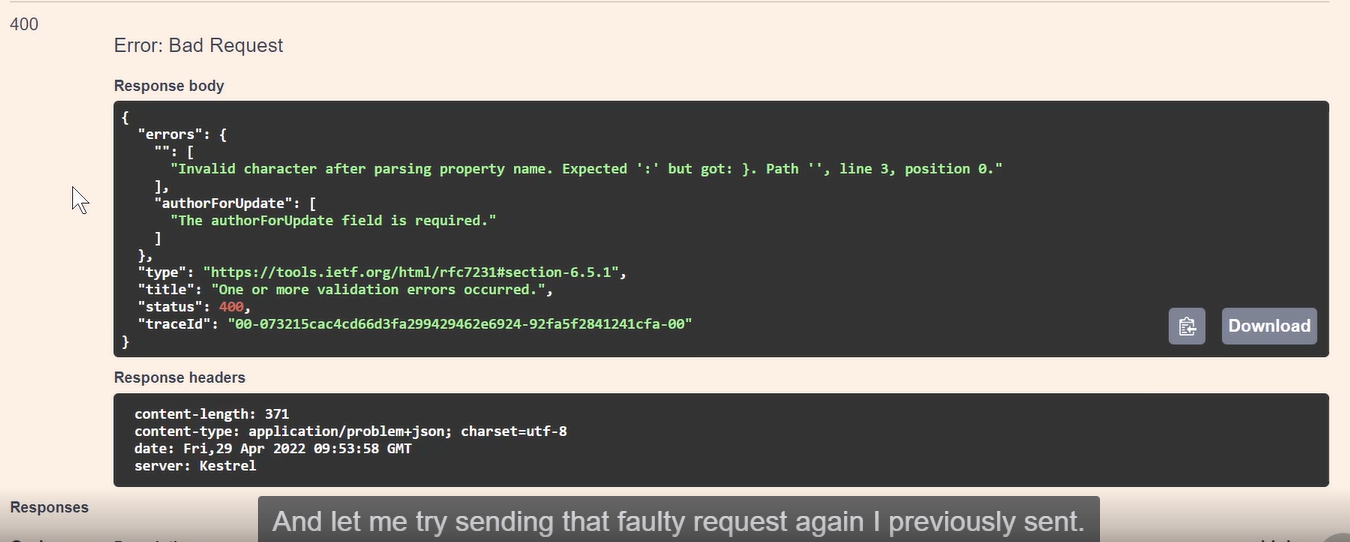 400
Error: Bad Request
Response body
{
"errors": {
"": [
"Invalid character after parsing property name. Expected ':' but got: }. Path '', line 3, position 0."
],
"authorForUpdate": [
"The authorForUpdate field is required."
]
},
"type": "https://tools.ietf.org/html/rfc7231#section-6.5.1",
"title": "One or more validation errors occurred.",
"status": 400,
"traceId": "00-073215cac4cd66d3fa299429462e6924-92fa5f2841241cfa-00"
}
Download
Response headers
content-length: 371
content-type: application/problem+json; charset=utf-8
date: Fri,29 Apr 2022 09:53:58 GMT
server: Kestrel
Responses
And let me try sending that faulty request again I previously sent.